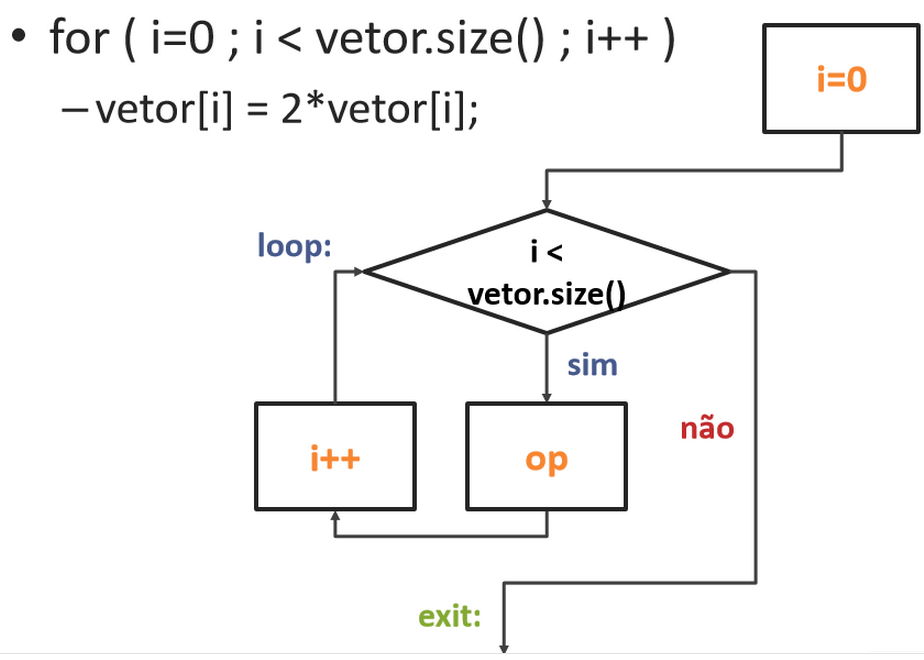 • for ( i=0 ; i < vetor.size() ; i++ )
– vetor[i] = 2*vetor[i];
i=0
loop:
i <
vetor.size()
sim
não
i++
op
exit: